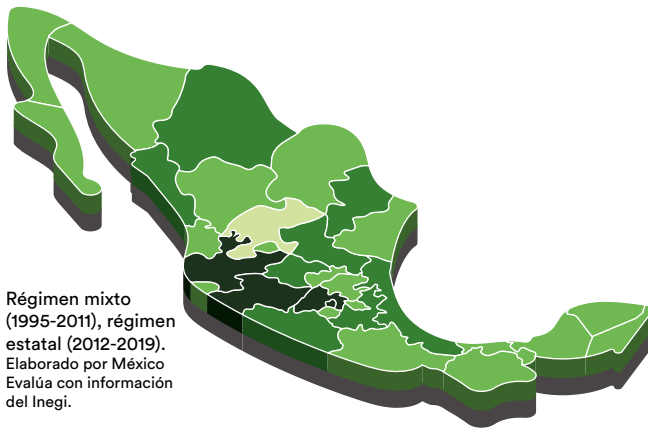 Régimen mixto
(1995-2011), régimen
estatal (2012-2019).
Elaborado por México
Evalúa con información
del Inegi.